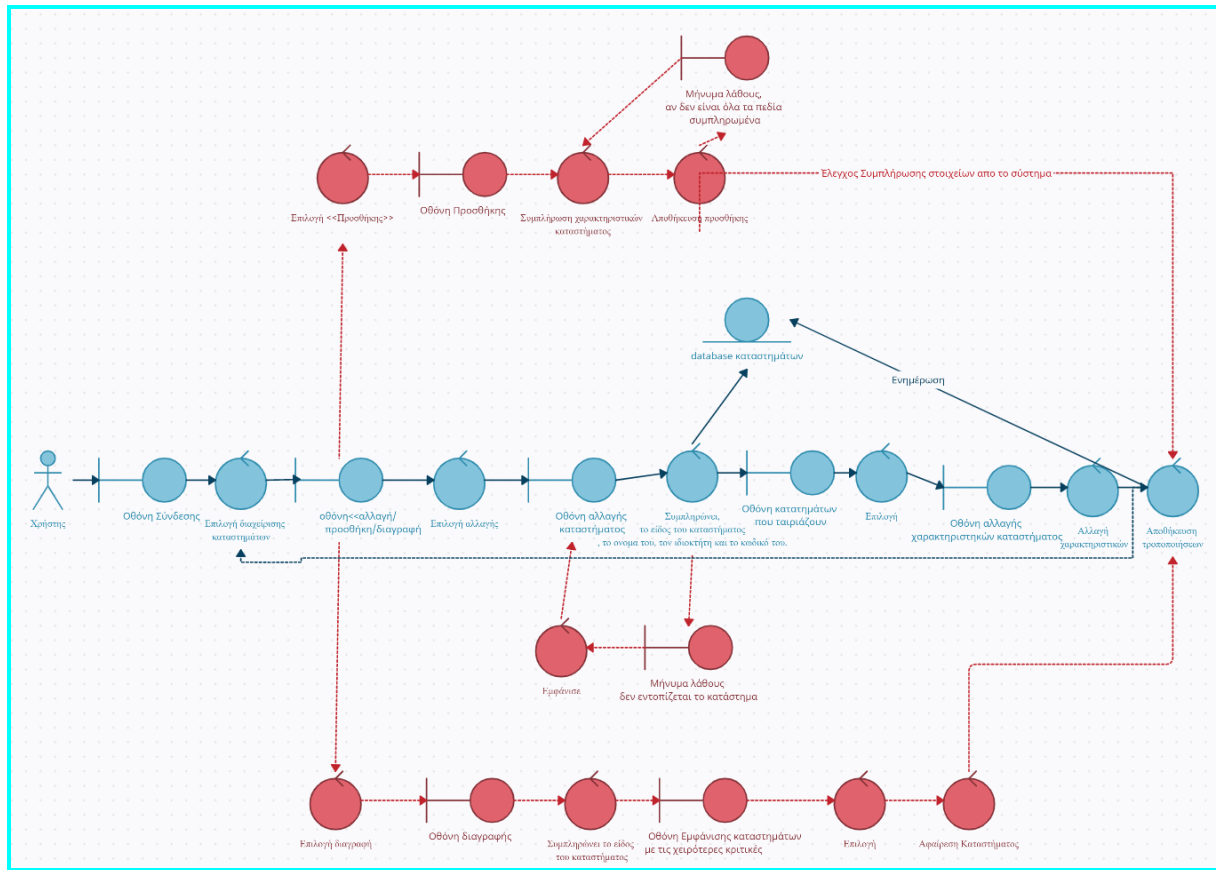 Μήνυμα λάθους,
αν δεν είναι όλα τα πεδία
συμπληρωμένα
Έλεγχος Συμπλήρωσης στοιχείων απο το σύστημα
Επιλογή <<Προσθήκης>>
Οθόνη Προσθήκης
Συμπλήρωση χαρακτηριστικών
καταστήματος
Αποθήκευση προσθήκης
database καταστημάτων
Ενημέρωση
Χρήστης
Οθόνη Σύνδεσης
Επιλογή διαχείρισης
καταστημάτων
οθόνη<<αλλαγή/
προσθήκη/διαγραφή
Επιλογή αλλαγής
Οθόνη αλλαγής
καταστήματος
Συμπληρώνει,
το είδος του καταστήματος
, το ονομα του, τον ιδιοκτήτη και το κοιδικό του.
Οθόνη κατατημάτων
που ταιριάζουν
Επιλογή
Οθόνη αλλαγής
χαρακτηριστηκών καταστήματος
Αλλαγή
χαρακτηριστικών
Αποθήκευση
τροποποιήσεων
Εμφάνισε
Μήνυμα λάθους
δεν εντοπίζεται το κατάστημα
Επιλογή διαγραφή
Οθόνη διαγραφής
Συμπληρώνει το είδος
του καταστήματος
Οθόνη Εμφάνισης καταστημάτων
με τις χειρότερες κριτικές
Επιλογή
Αφαίρεση Καταστήματος